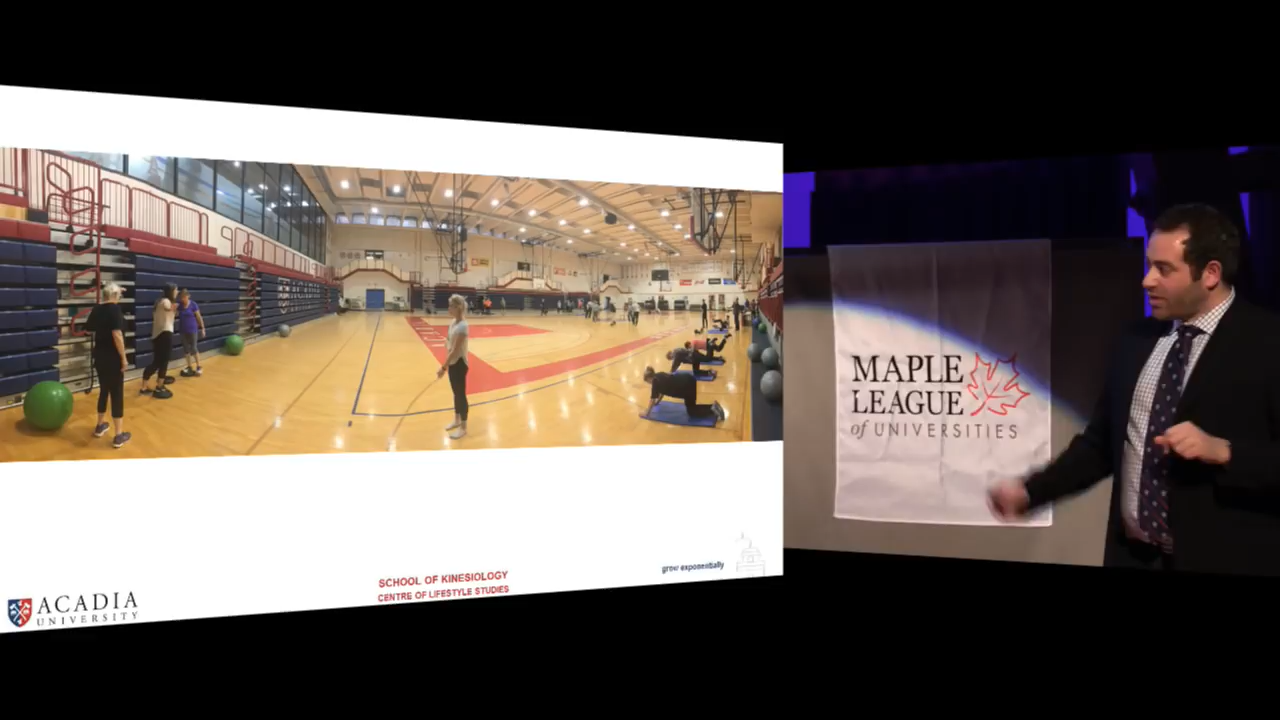 ACADIA
UNIVERSITY
SCHOOL OF KINESIOLOGY
CENTRE OF LIFESTYLE STUDIES
grow exponentially
MAPLE
LEAGUE
of UNIVERSITIES